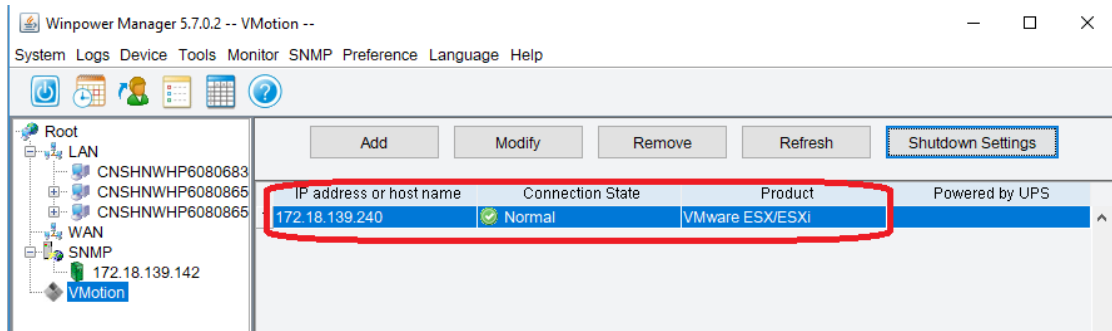 Winpower Manager 5.7.0.2 -- VMotion --
System Logs Device Tools Monitor SNMP Preference Language Help
Root
LAN
CNSHNWHP6080683
CNSHNWHP6080865
CNSHNWHP6080865
WAN
SNMP
172.18.139.142
VMotion
Add Modify Remove Refresh Shutdown Settings
IP address or host name Connection State Product Powered by UPS
172.18.139.240 Normal VMware ESX/ESXi